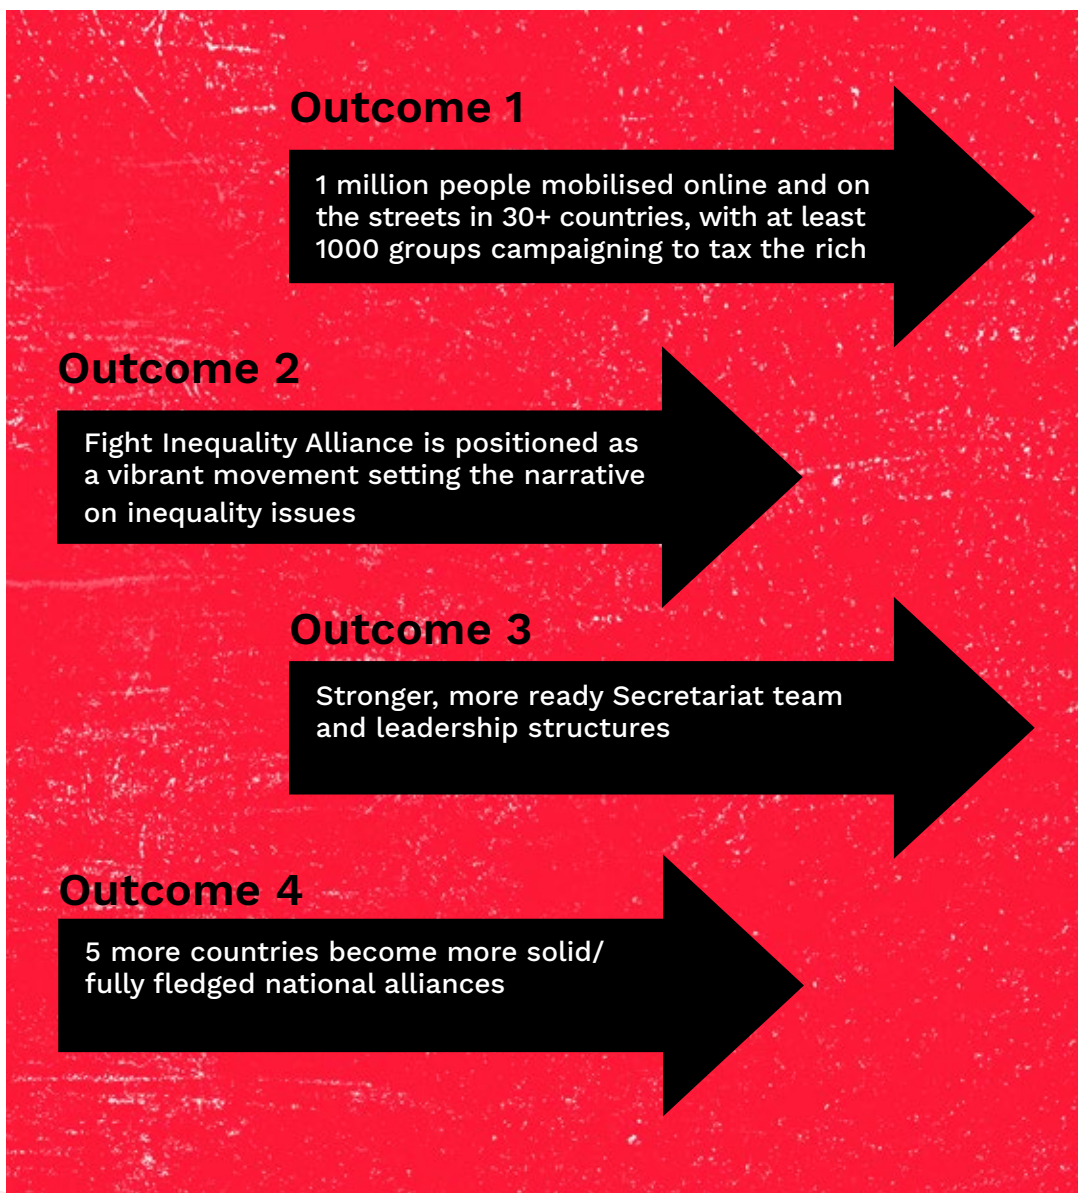 Outcome 1
1 million people mobilised online and on
the streets in 30+ countries, with at least
1000 groups campaigning to tax the rich
Outcome 2
Fight Inequality Alliance is positioned as
a vibrant movement setting the narrative
on inequality issues
Outcome 3
Stronger, more ready Secretariat team
and leadership structures
Outcome 4
5 more countries become more solid/
fully fledged national alliances